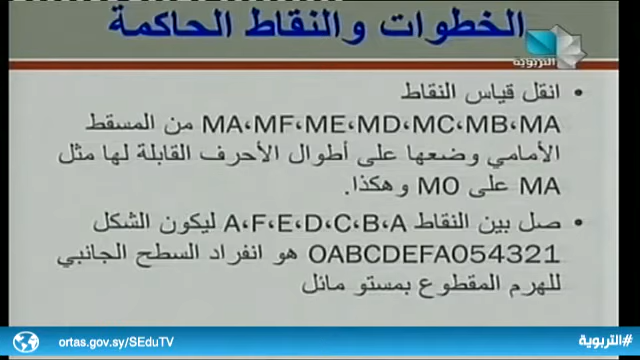 الخطوات والنقاط الحاكمة
التربوية
• انقل قياس النقاط
MA،MF،ME،MD،MC،MB،MA من المسقط
الأمامي وضعها على أطوال الأحرف القابلة لها مثل
MA على MO وهكذا.
• صل بين النقاط A،F،E،D،C،B،A ليكون الشكل
OABCDEFA054321 هو انفراد السطح الجانبي
للهرم المقطوع بمستو مائل
ortas.gov.sy/SEduTV
#التربوية